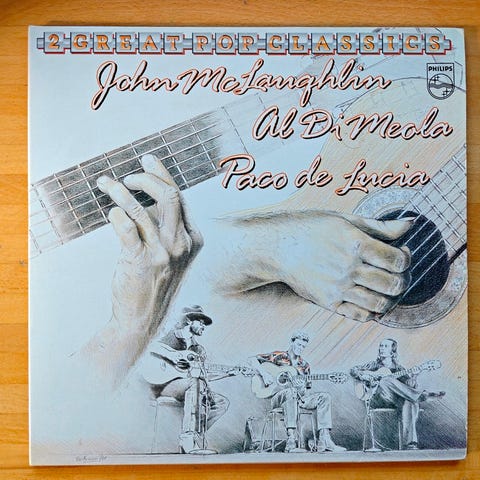 2 GREAT POP CLASSICS
PHILIPS
John McLaughlin
Al Di Meola
Paco de Lucia